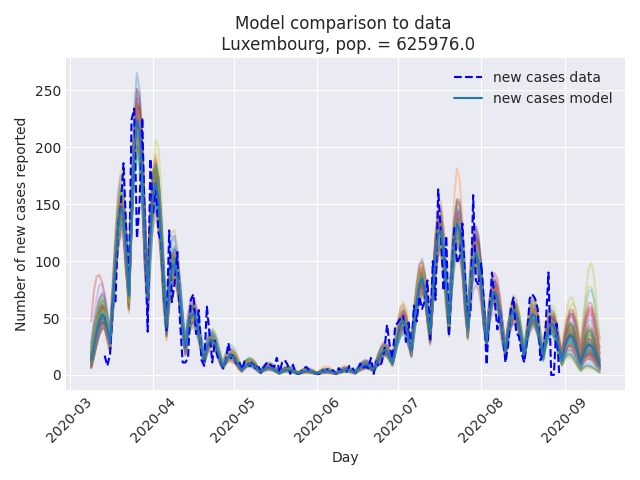 Model comparison to data
Luxembourg, pop. = 625976.0
new cases data
new cases model
Number of new cases reported
250
200
150
100
50
0
2020-03
2020-04
2020-05
2020-06
2020-07
2020-08
2020-09
Day